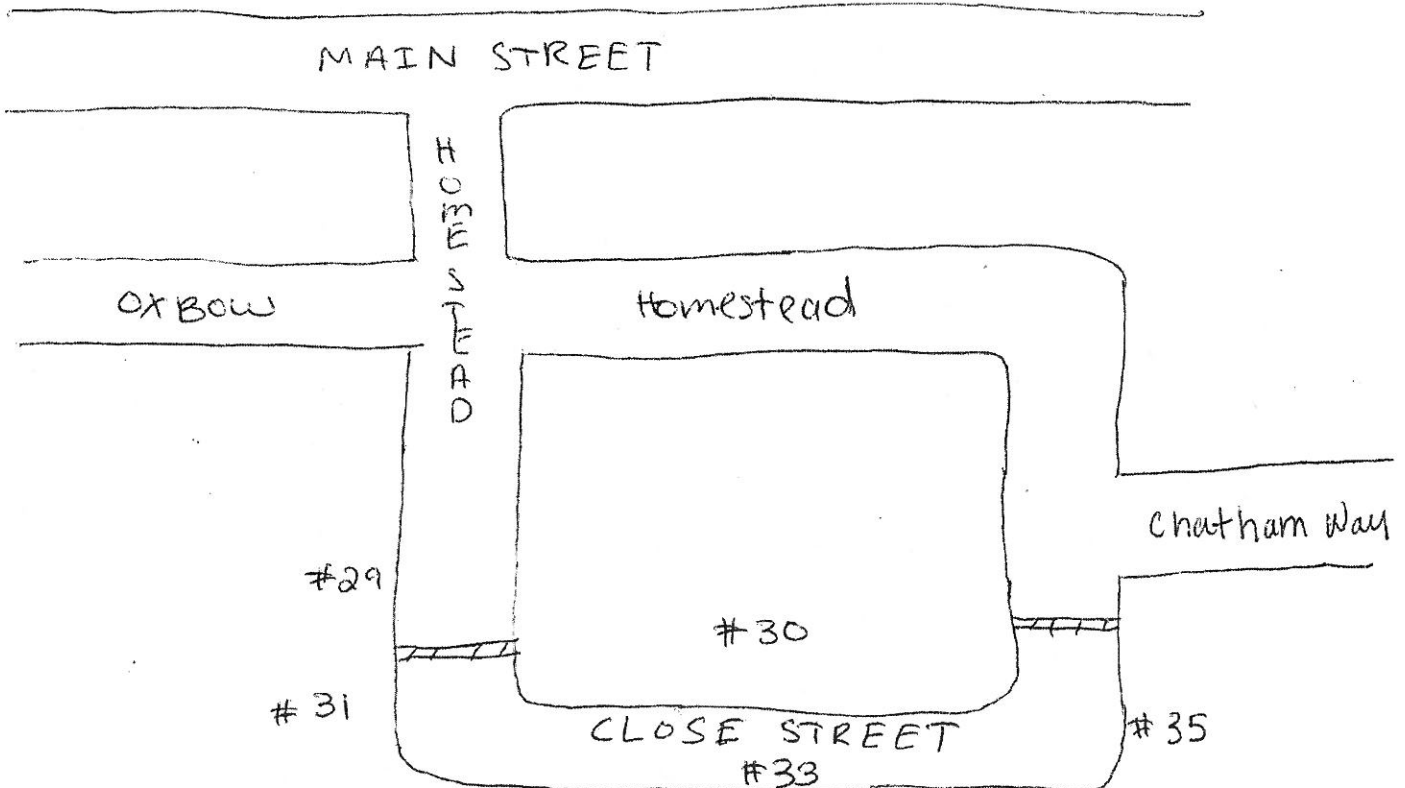 MAIN STREET
HOMESTEAD
OXBOW
Homestead
Chatham Way
#29
#30
#31
CLOSE STREET
#35
#33